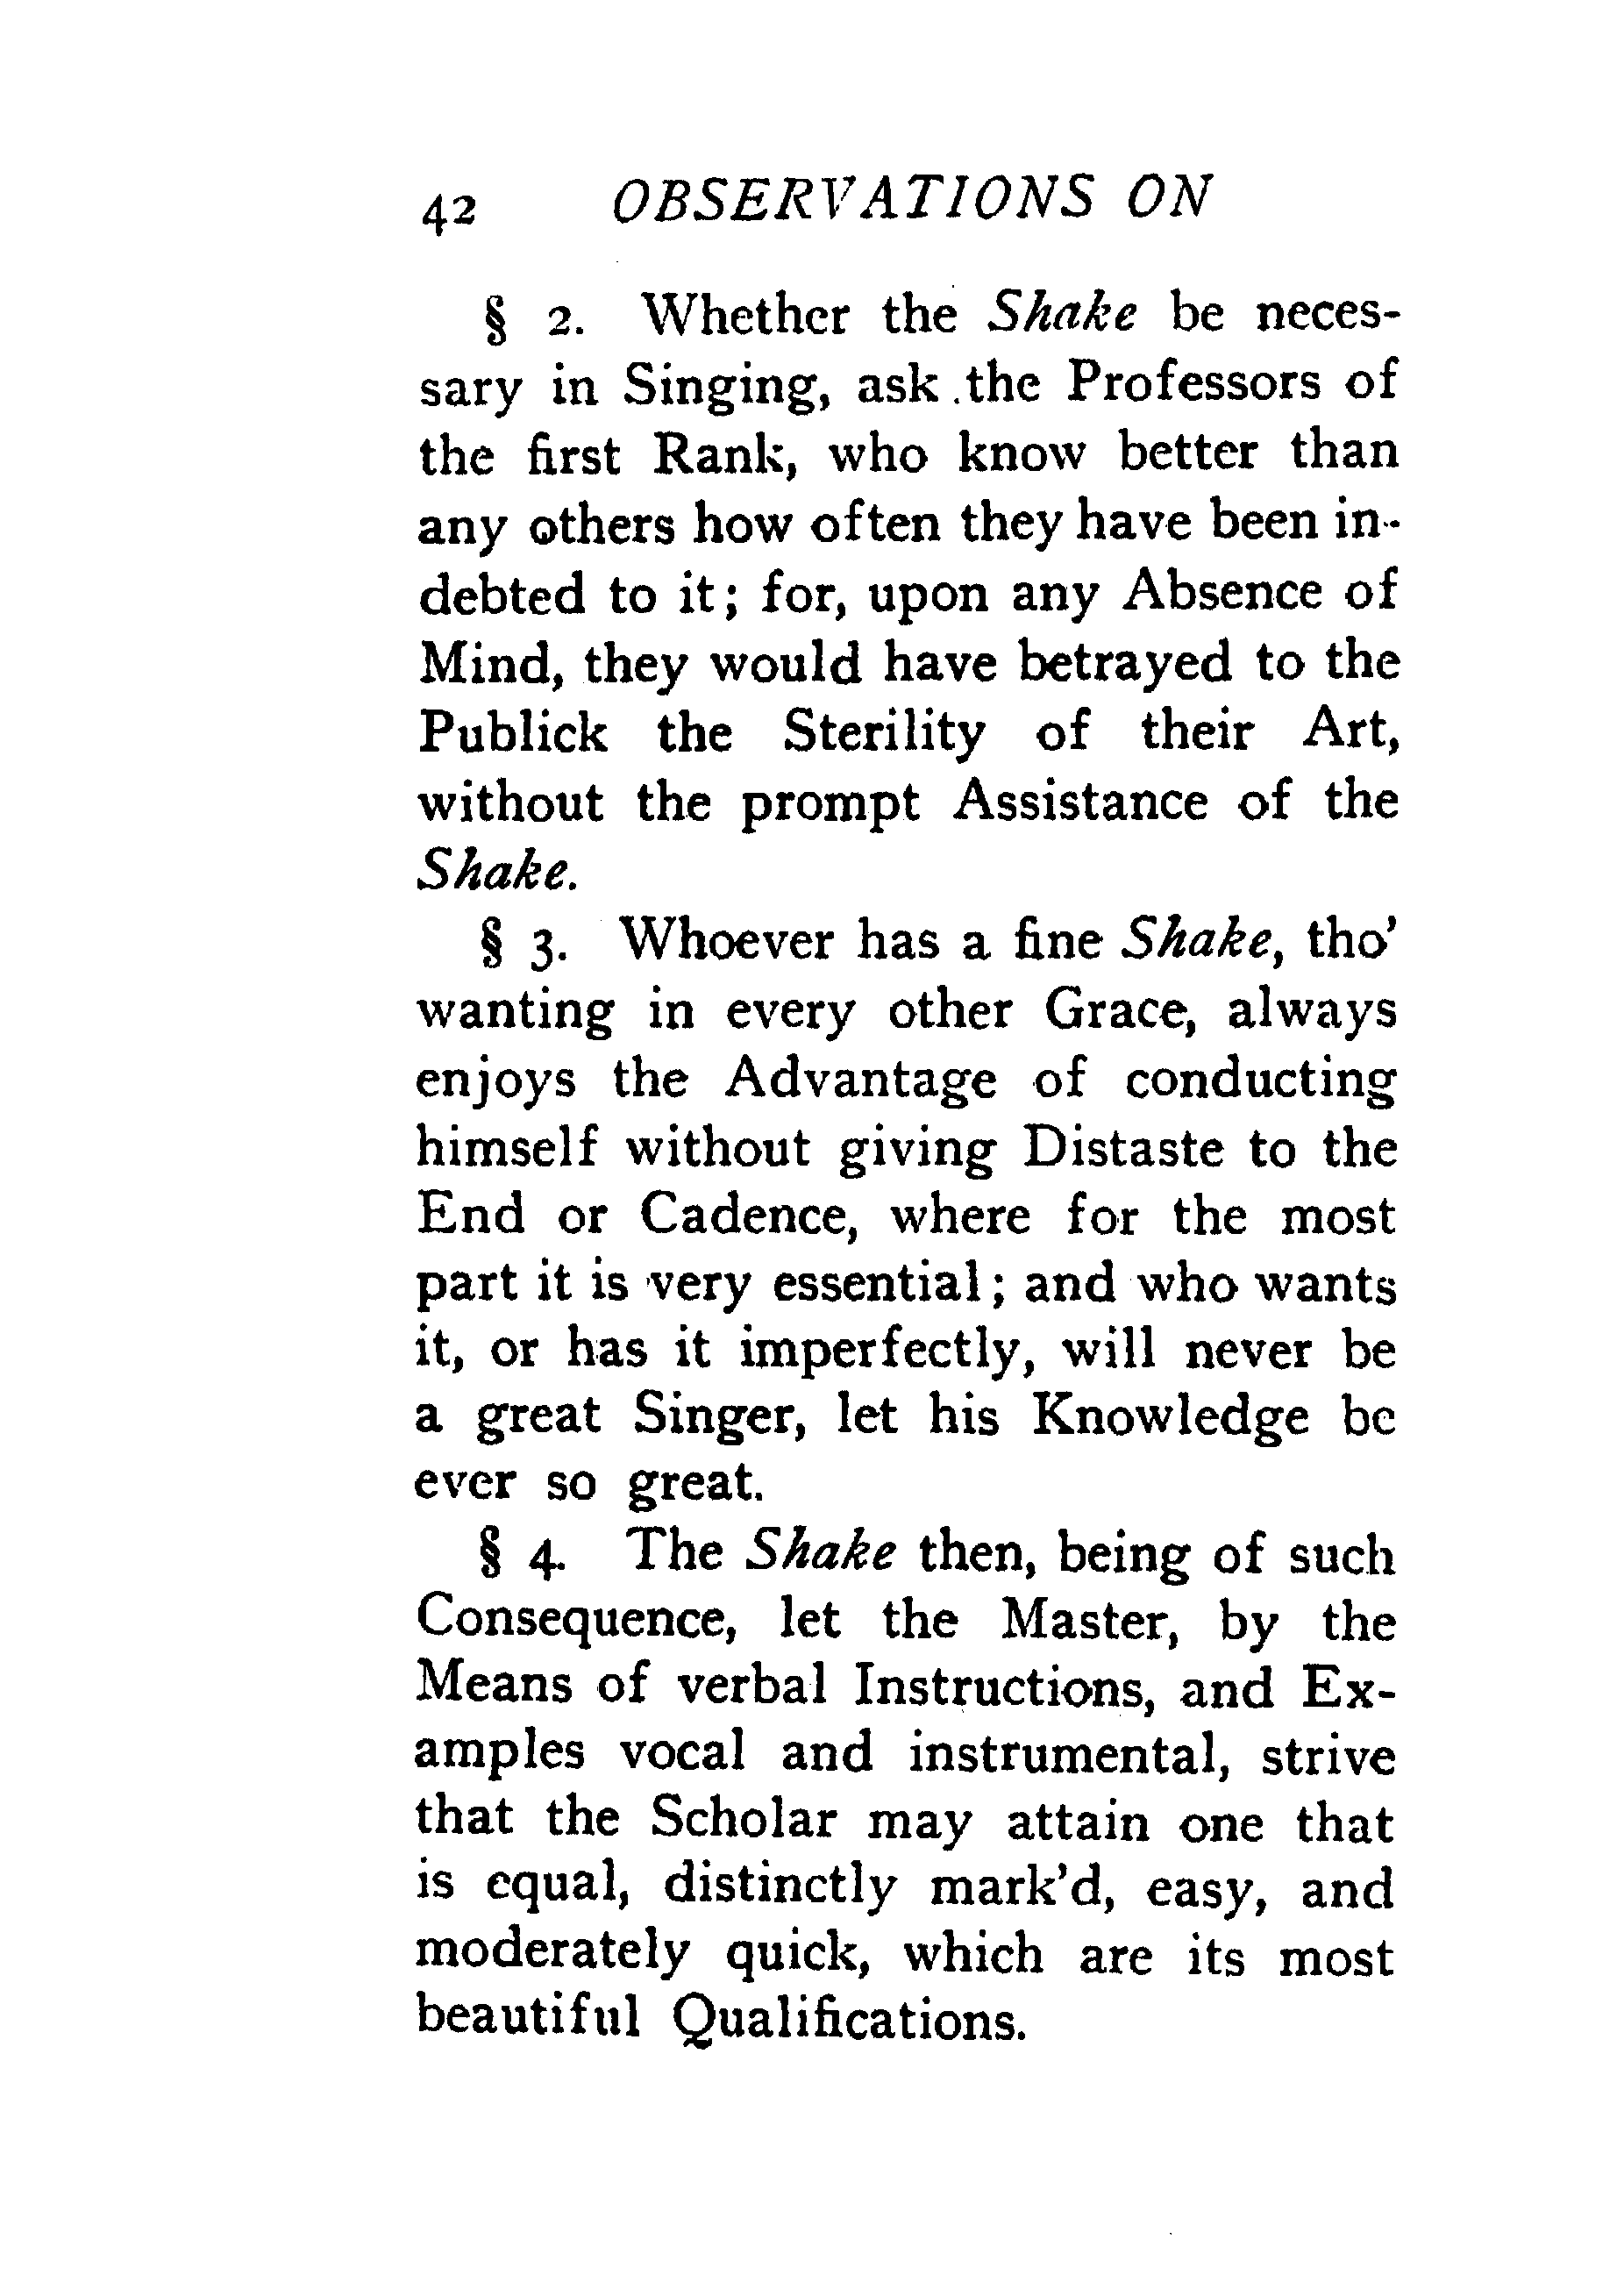 42 OBSERVATIONS ON
§ 2. Whether the Shake be neces-
sary in Singing, ask the Professors of
the first Rank, who know better than
any others how often they have been in-
debted to it; for, upon any Absence of
Mind, they would have betrayed to the
Publick the Sterility of their Art,
without the prompt Assistance of the
Shake.
§ 3. Whoever has a fine Shake, tho'
wanting in every other Grace, always
enjoys the Advantage of conducting
himself without giving Distaste to the
End or Cadence, where for the most
part it is very essential; and who wants
it, or has it imperfectly, will never be
a great Singer, let his Knowledge be
ever so great.
§ 4. The Shake then, being of such
Consequence, let the Master, by the
Means of verbal Instructions, and Ex-
amples vocal and instrumental, strive
that the Scholar may attain one that
is equal, distinctly mark'd, easy, and
moderately quick, which are its most
beautiful Qualifications.